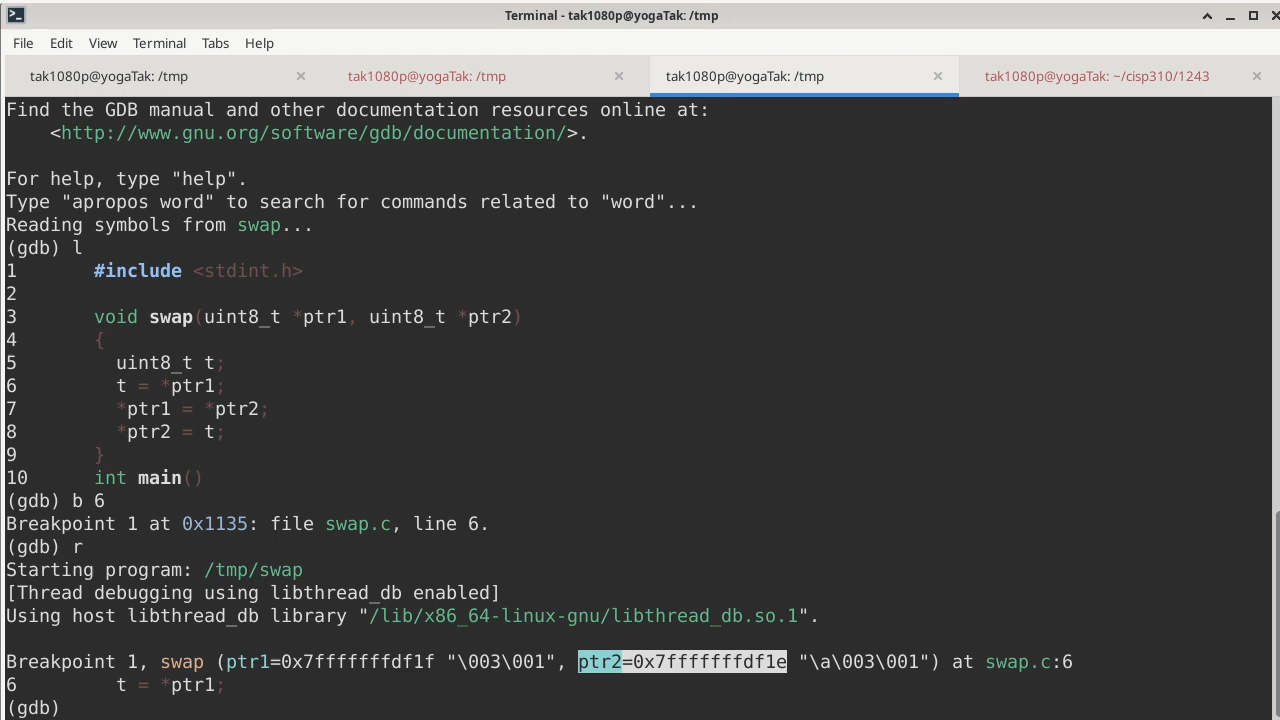 Terminal - tak1080p@yogaTak: /tmp
File Edit View Terminal Tabs Help
tak1080p@yogaTak: /tmp tak1080p@yogaTak: /tmp tak1080p@yogaTak: /tmp tak1080p@yogaTak: ~/cisp310/1243
Find the GDB manual and other documentation resources online at:
    <http://www.gnu.org/software/gdb/documentation/>.
For help, type "help".
Type "apropos word" to search for commands related to "word"...
Reading symbols from swap...
(gdb) l
1       #include <stdint.h>
2
3       void swap(uint8_t *ptr1, uint8_t *ptr2)
4       {
5         uint8_t t;
6         t = *ptr1;
7         *ptr1 = *ptr2;
8         *ptr2 = t;
9       }
10      int main()
(gdb) b 6
Breakpoint 1 at 0x1135: file swap.c, line 6.
(gdb) r
Starting program: /tmp/swap
[Thread debugging using libthread_db enabled]
Using host libthread_db library "/lib/x86_64-linux-gnu/libthread_db.so.1".
Breakpoint 1, swap (ptr1=0x7fffffffdf1f "\003\001", ptr2=0x7fffffffdf1e "\a\003\001") at swap.c:6
6         t = *ptr1;
(gdb)